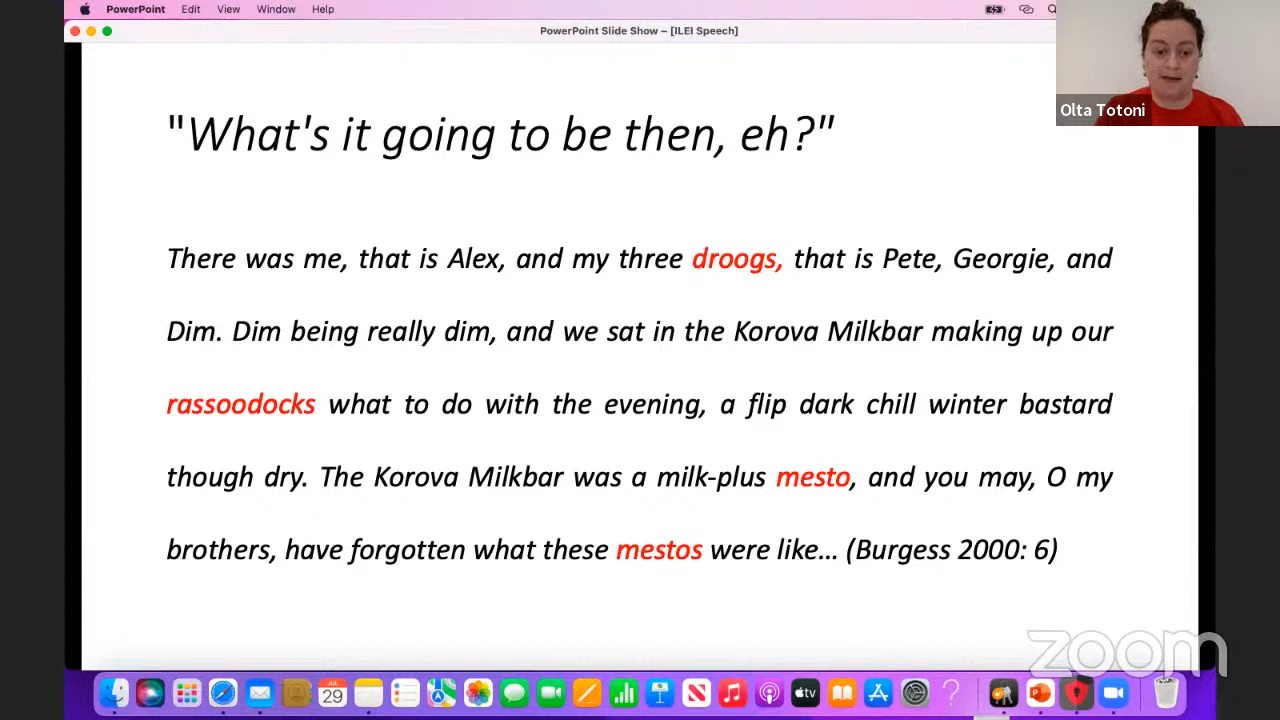 PowerPoint Edit View Window Help
PowerPoint Slide Show – [ILEI Speech]
Olta Totoni
"What's it going to be then, eh?"
There was me, that is Alex, and my three droogs, that is Pete, Georgie, and
Dim. Dim being really dim, and we sat in the Korova Milkbar making up our
rassoodocks what to do with the evening, a flip dark chill winter bastard
though dry. The Korova Milkbar was a milk-plus mesto, and you may, O my
brothers, have forgotten what these mestos were like… (Burgess 2000: 6)
zoom
JUL
29
tv